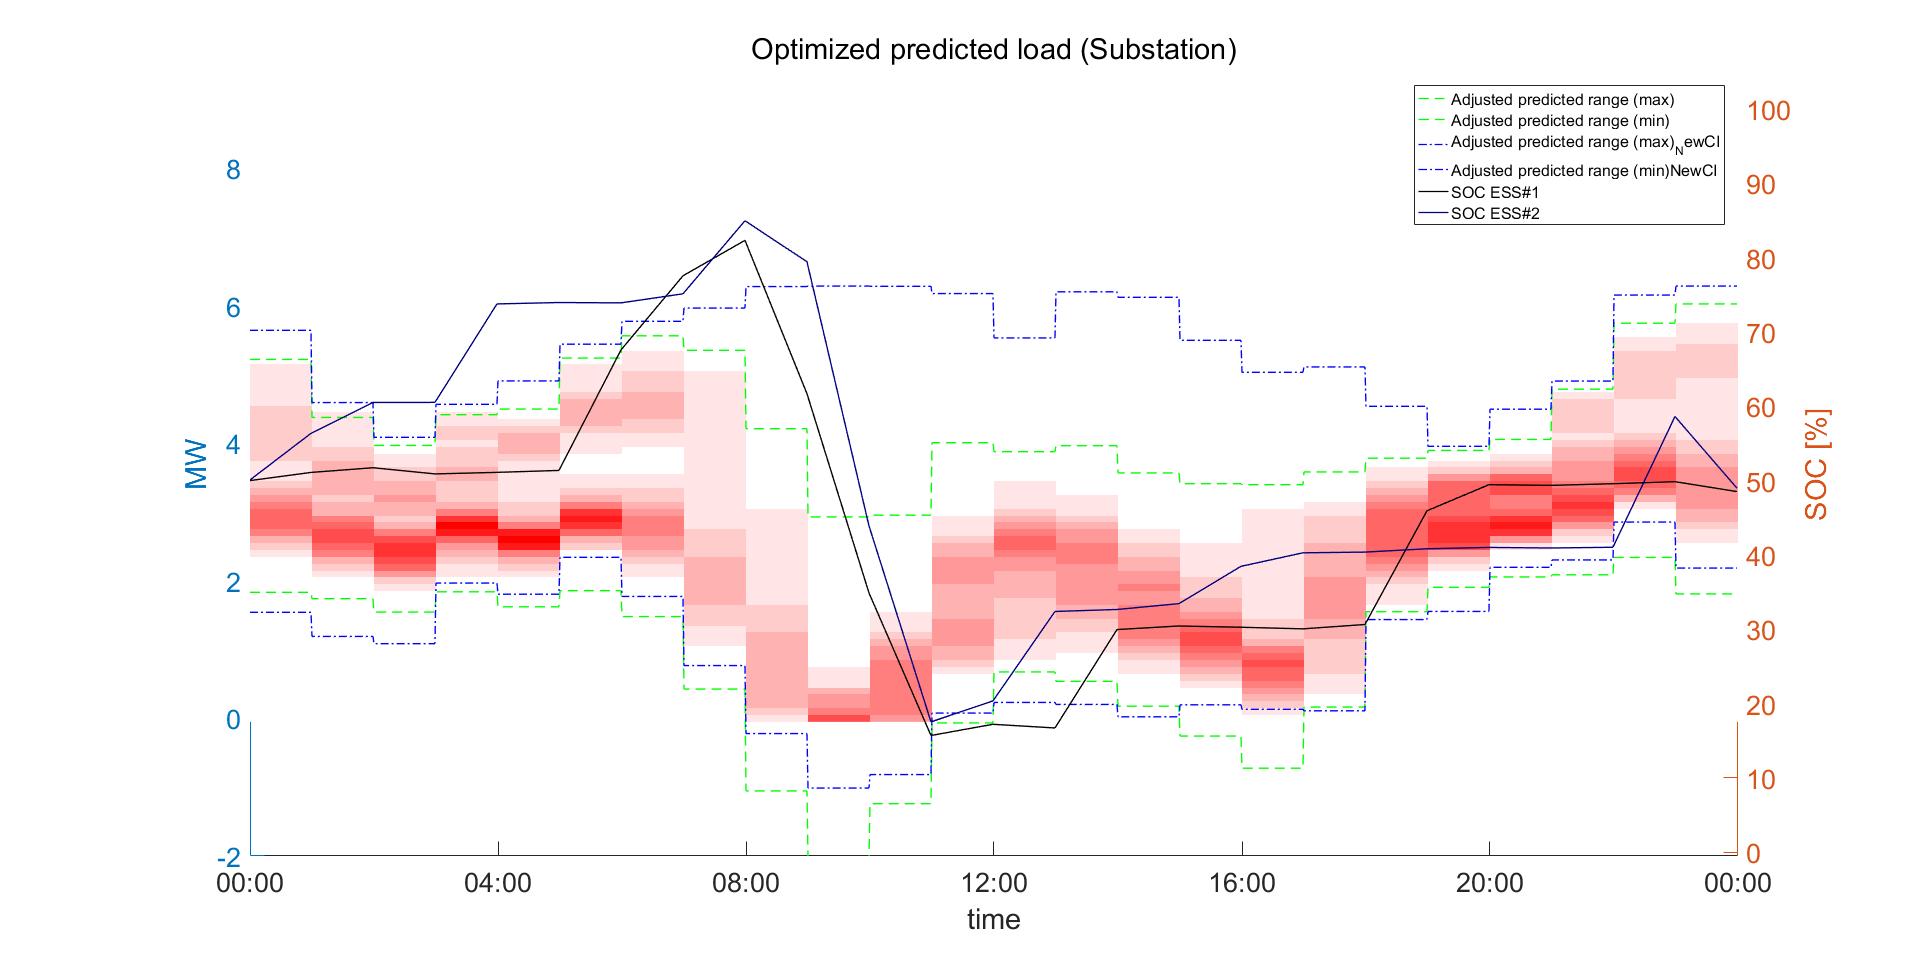 Optimized predicted load (Substation)
Adjusted predicted range (max)
Adjusted predicted range (min)
Adjusted predicted range (max)NewCI
Adjusted predicted range (min)NewCI
SOC ESS#1
SOC ESS#2
8
6
4
2
0
-2
MW
100
90
80
70
60
50
40
30
20
10
0
SOC [%]
00:00 04:00 08:00 12:00 16:00 20:00 00:00
time